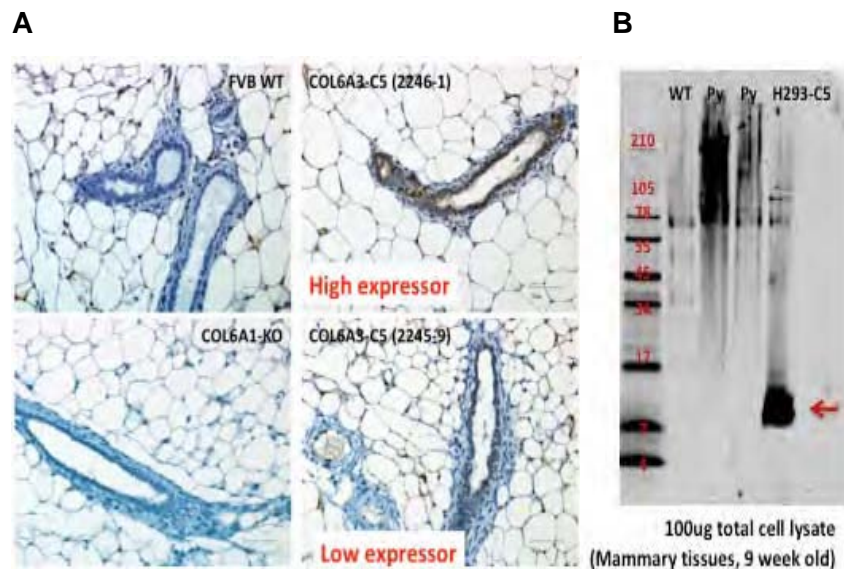 A
B
FVB WT
COL6A3-C5 (2246-1)
High expressor
COL6A1-KO
COL6A3-C5 (2245-9)
Low expressor
WT Py Py H293-C5
210
105
78
55
45
17
7
4
100ug total cell lysate
(Mammary tissues, 9 week old)